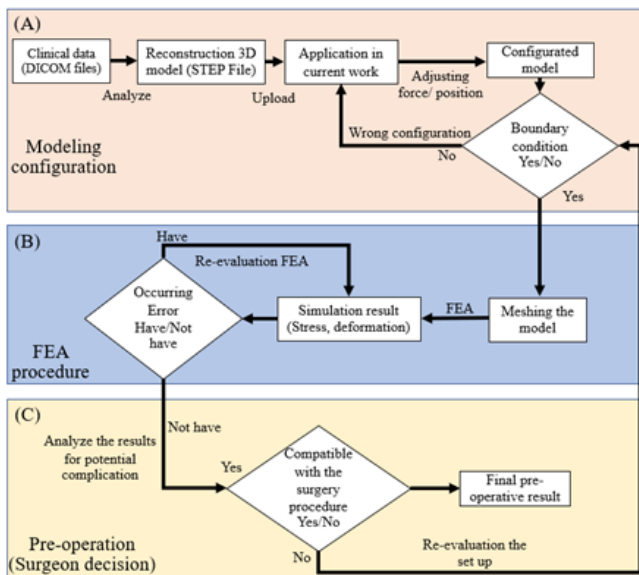 (A)
Clinical data
(DICOM files)
Analyze
Reconstruction 3D
model (STEP File)
Upload
Application in
current work
Adjusting
force/ position
Configurated
model
Wrong configuration
No
Boundary
condition
Yes/No
Yes
Modeling
configuration
(B)
Have
Re-evaluation FEA
Occurring
Error
Have/Not
have
Simulation result
(Stress, deformation)
FEA
Meshing the
model
FEA
procedure
(C)
Not have
Analyze the results
for potential
complication
Yes
Compatible
with the
surgery
procedure
Yes/No
Final pre-
operative result
No
Re-evaluation the
set up
Pre-operation
(Surgeon decision)